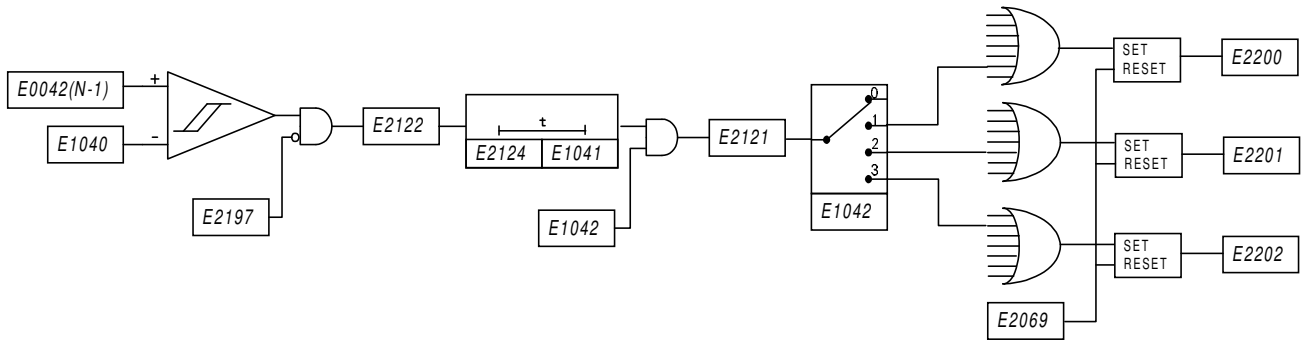 E0042(N-1)
+
E1040
-
E2197
E2122
t
E2124
E1041
E1042
E2121
0
1
2
3
E1042
SET
RESET
E2200
SET
RESET
E2201
SET
RESET
E2202
E2069